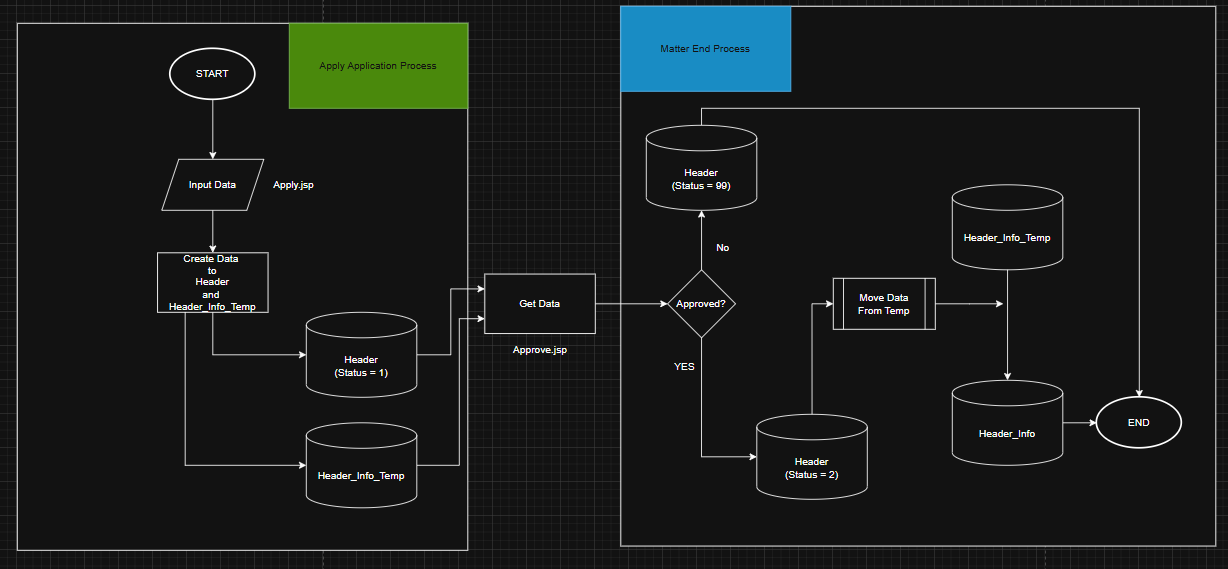 Apply Application Process
START
Input Data
Apply.jsp
Create Data
to
Header
and
Header_Info_Temp
Header
(Status = 1)
Header_Info_Temp
Get Data
Approve.jsp
Matter End Process
Header
(Status = 99)
No
Approved?
YES
Header
(Status = 2)
Move Data
From Temp
Header_Info_Temp
Header_Info
END